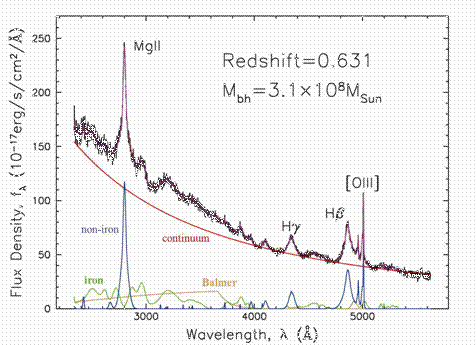 250
200
150
100
50
0
Flux Density, fλ (10⁻¹⁷erg/s/cm²/Å)
MgII
Redshift=0.631
Mbh=3.1×10⁸MSun
[OIII]
Hγ
Hβ
non-iron
continuum
iron
Balmer
3000
4000
5000
Wavelength, λ (Å)